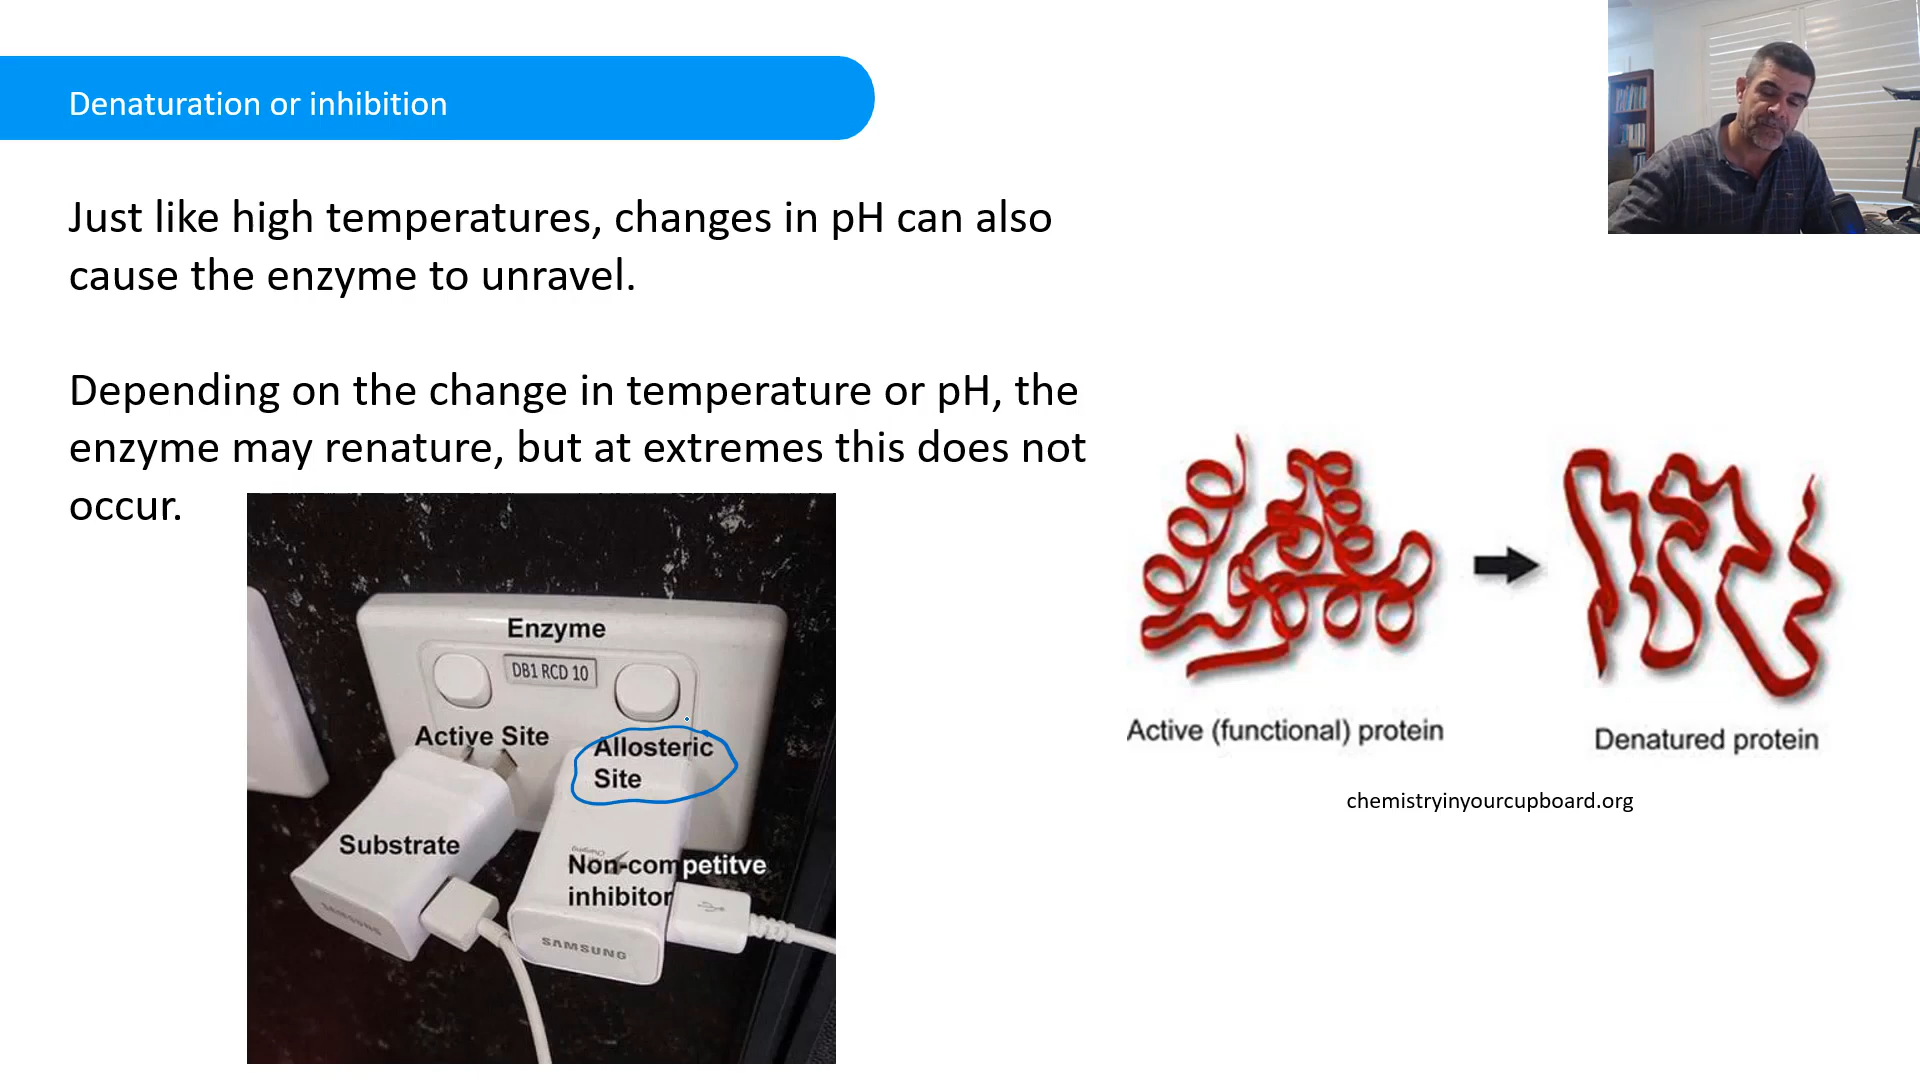 Denaturation or inhibition
Just like high temperatures, changes in pH can also
cause the enzyme to unravel.
Depending on the change in temperature or pH, the
enzyme may renature, but at extremes this does not
occur.
Enzyme
DB1 RCD 10
Active Site
Allosteric
Site
Substrate
Charging
Non-competitve
inhibitor
SAMSUNG
SAMSUNG
Active (functional) protein
Denatured protein
chemistryinyourcupboard.org